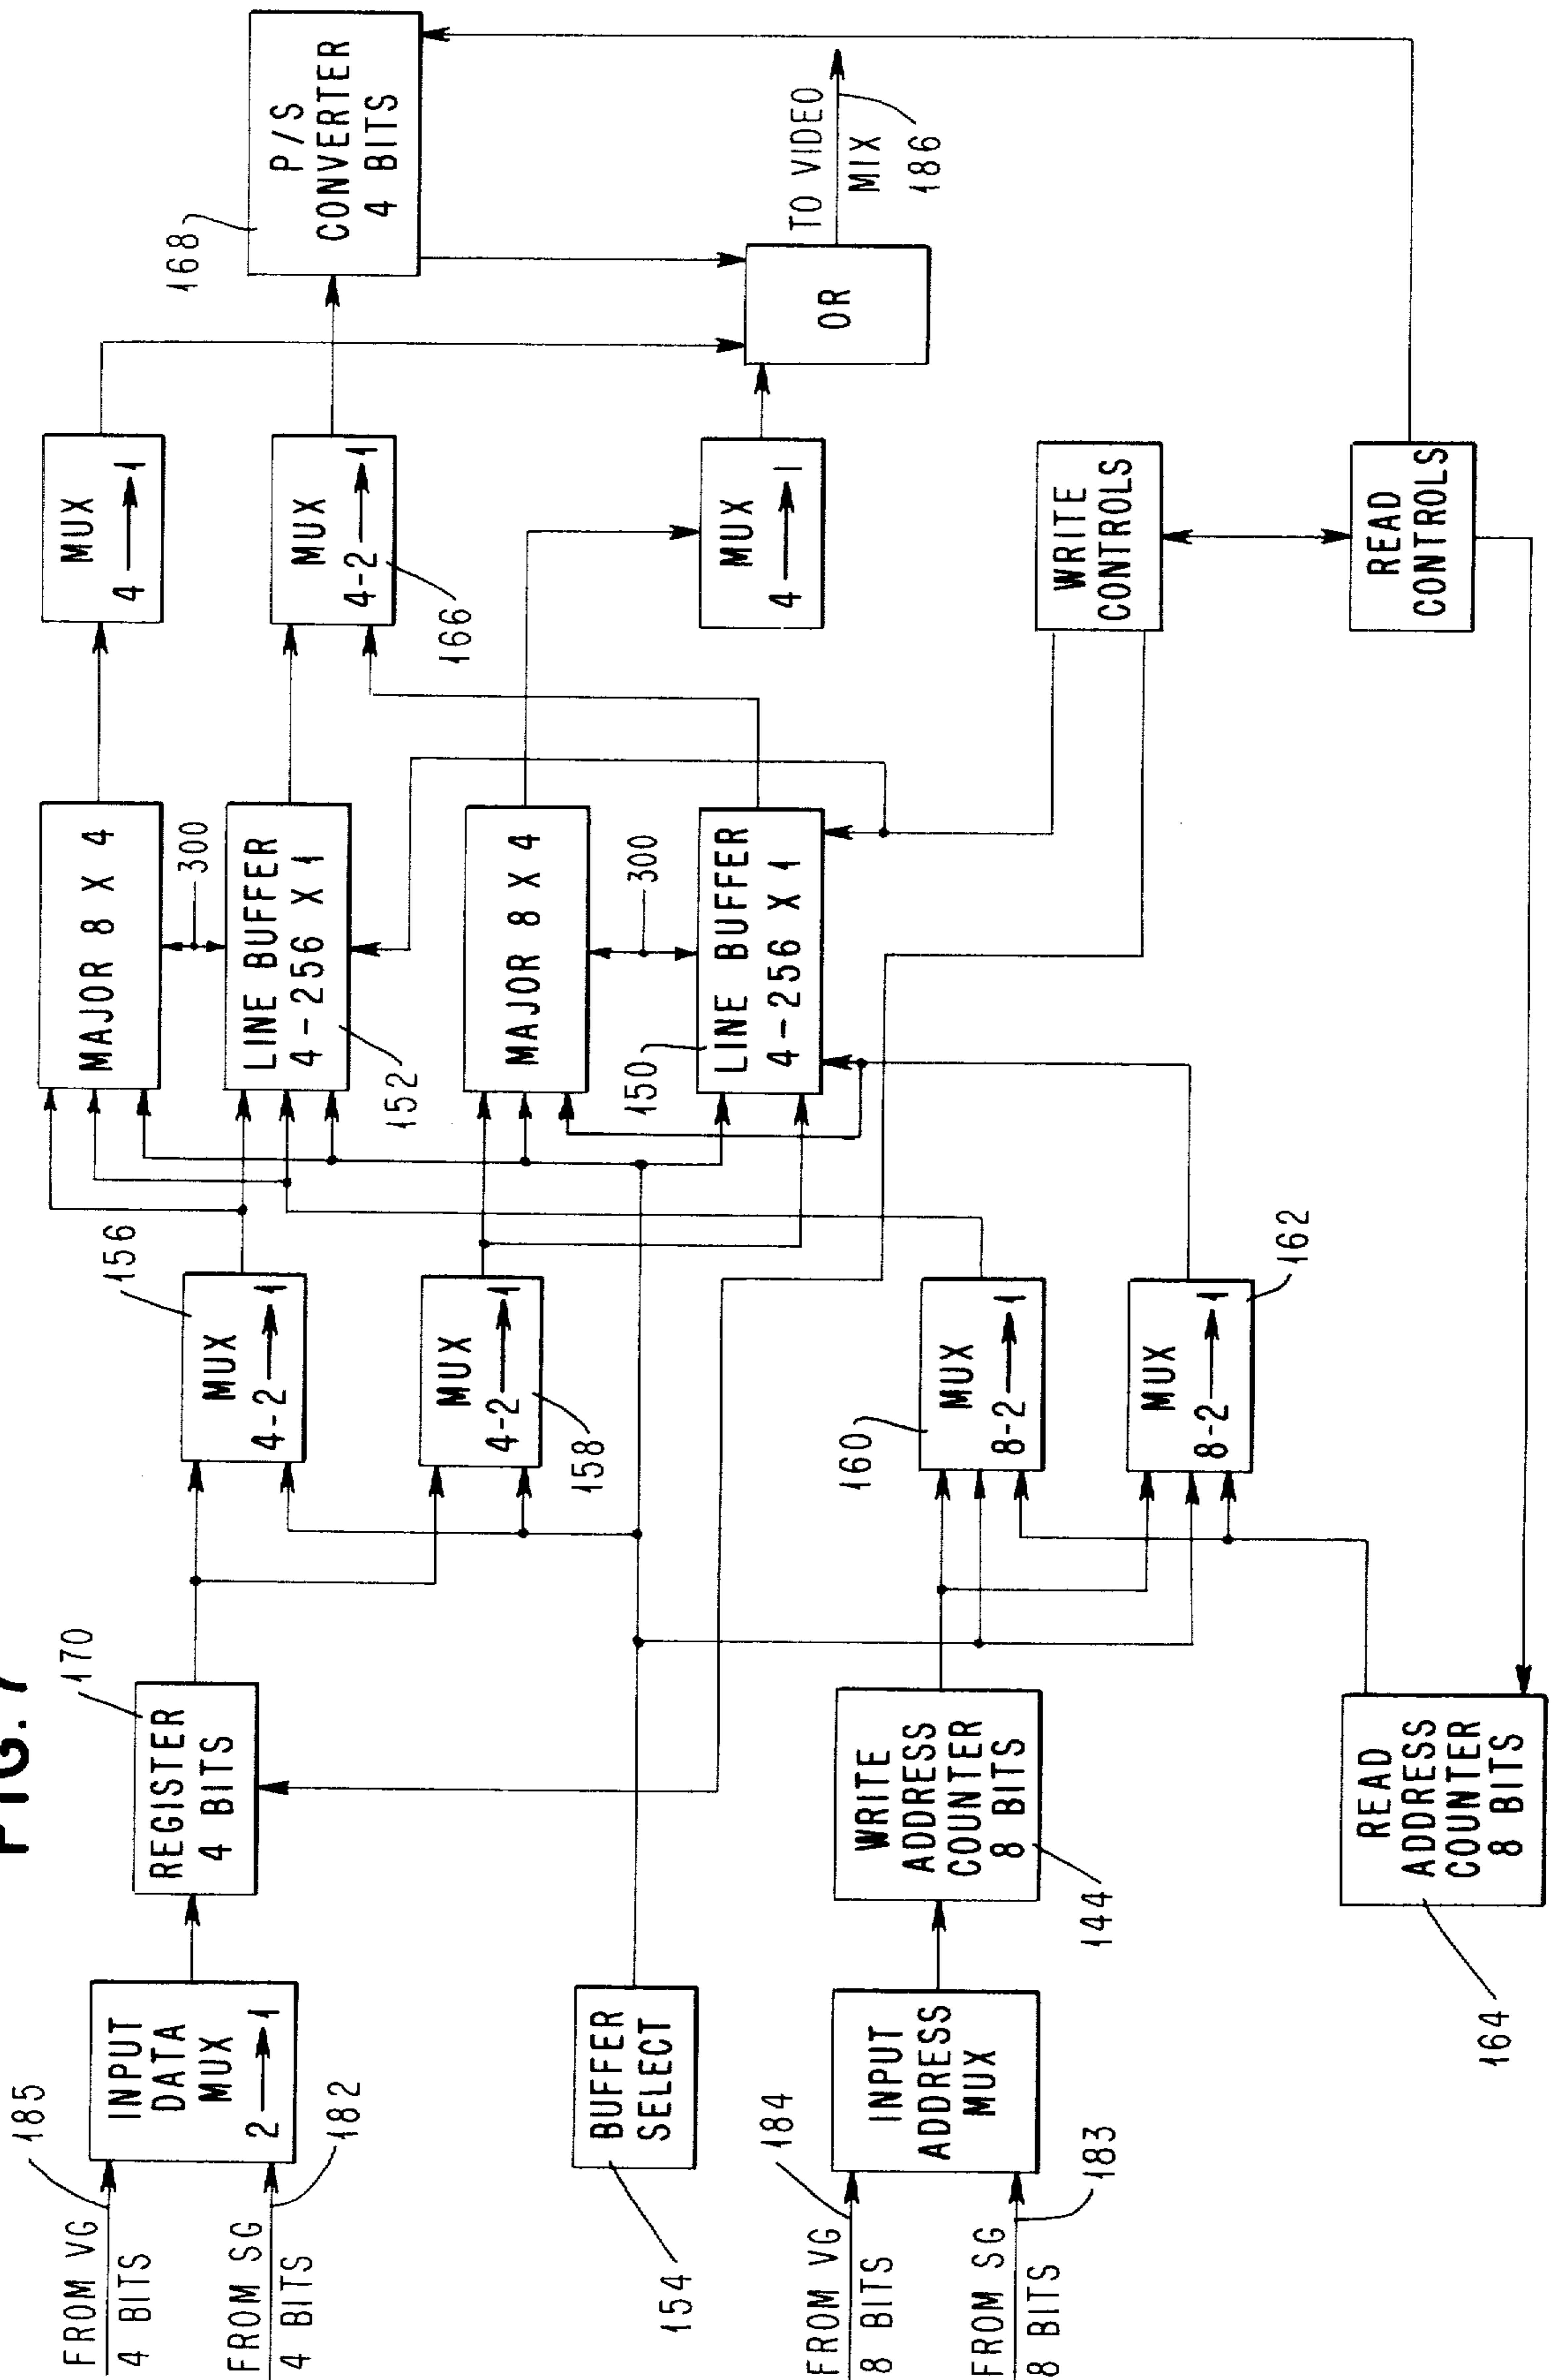 FIG. 7
FROM VG
4 BITS
185
FROM SG
4 BITS
182
INPUT
DATA
MUX
2 → 1
REGISTER
4 BITS
170
MUX
4-2 → 1
156
MUX
4-2 → 1
158
MAJOR 8 X 4
300
LINE BUFFER
4-256 X 1
152
MAJOR 8 X 4
300
LINE BUFFER
4-256 X 1
150
MUX
4 → 1
MUX
4-2 → 1
166
MUX
4 → 1
P/S
CONVERTER
4 BITS
168
OR
TO VIDEO
MIX
186
BUFFER
SELECT
154
FROM VG
8 BITS
184
FROM SG
8 BITS
183
INPUT
ADDRESS
MUX
WRITE
ADDRESS
COUNTER
8 BITS
144
MUX
8-2 → 1
160
MUX
8-2 → 1
162
WRITE
CONTROLS
READ
CONTROLS
READ
ADDRESS
COUNTER
8 BITS
164